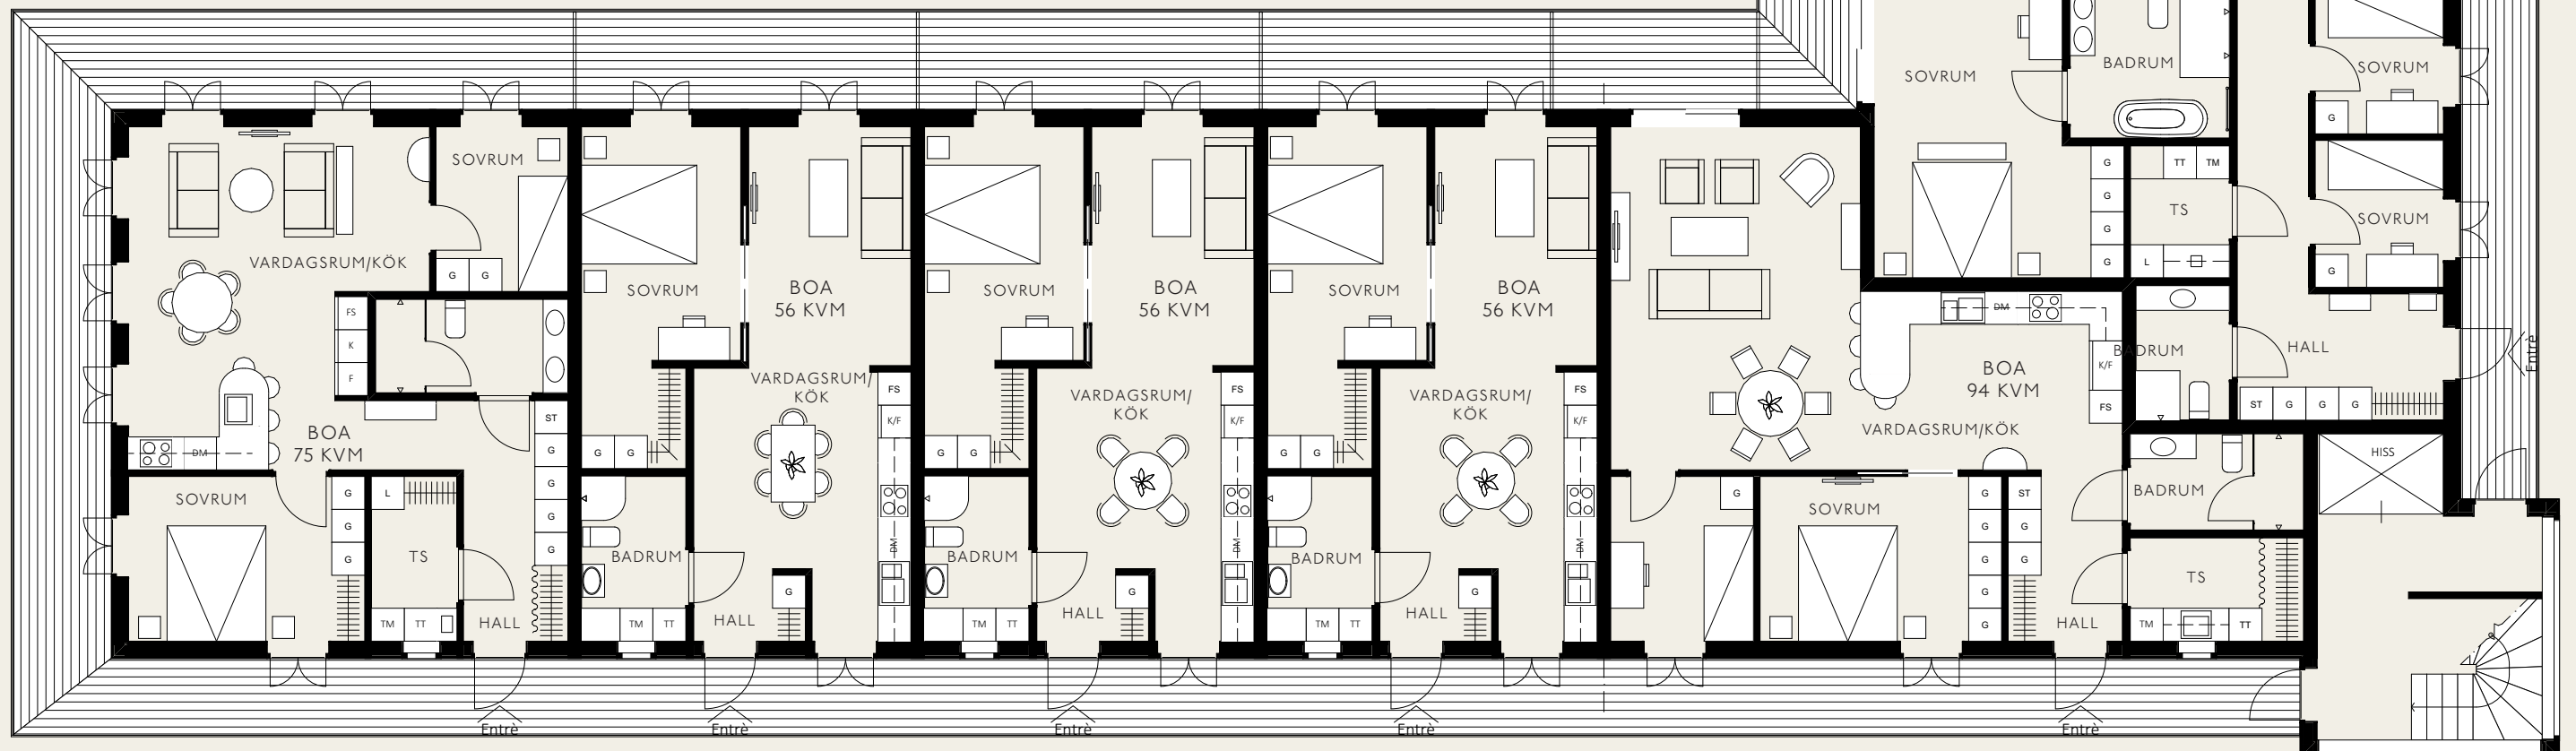 VARDAGSRUM/KÖK
SOVRUM
G
G
FS
K
F
BOA
75 KVM
DM
SOVRUM
G
G
G
L
TS
TM
TT
ST
G
G
G
G
HALL
Entrè
SOVRUM
BOA
56 KVM
VARDAGSRUM/
KÖK
FS
K/F
DM
G
G
BADRUM
TM
TT
HALL
G
Entrè
SOVRUM
BOA
56 KVM
VARDAGSRUM/
KÖK
FS
K/F
DM
G
G
BADRUM
TM
TT
HALL
G
Entrè
SOVRUM
BOA
56 KVM
VARDAGSRUM/
KÖK
FS
K/F
DM
G
G
BADRUM
TM
TT
HALL
G
Entrè
DM
BOA
94 KVM
K/F
FS
VARDAGSRUM/KÖK
G
SOVRUM
G
G
G
G
G
ST
G
G
BADRUM
TS
TM
TT
HALL
Entrè
SOVRUM
BADRUM
G
G
G
G
TT
TM
TS
L
SOVRUM
G
SOVRUM
G
BADRUM
HALL
ST
G
G
G
Entrè
HISS